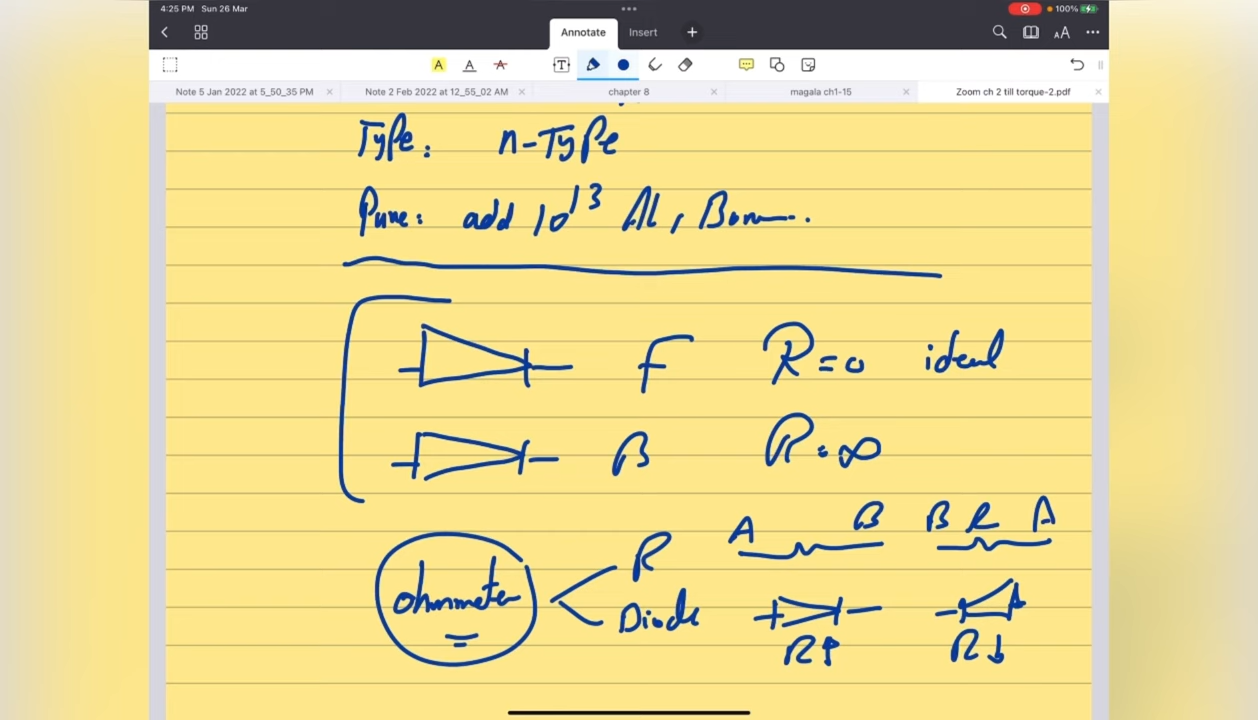 4:25 PM Sun 26 Mar
100%
Annotate Insert +
AA
A A A T
Note 5 Jan 2022 at 5_50_35 PM × Note 2 Feb 2022 at 12_55_02 AM × chapter 8 × magala ch1-15 × Zoom ch 2 till torque-2.pdf ×
Type: n-Type
Pure: add 10¹³ Al, Boron.
F R=0 ideal
B R=∞
A B B R A
ohmmeter R
Diode
R↑ R↓